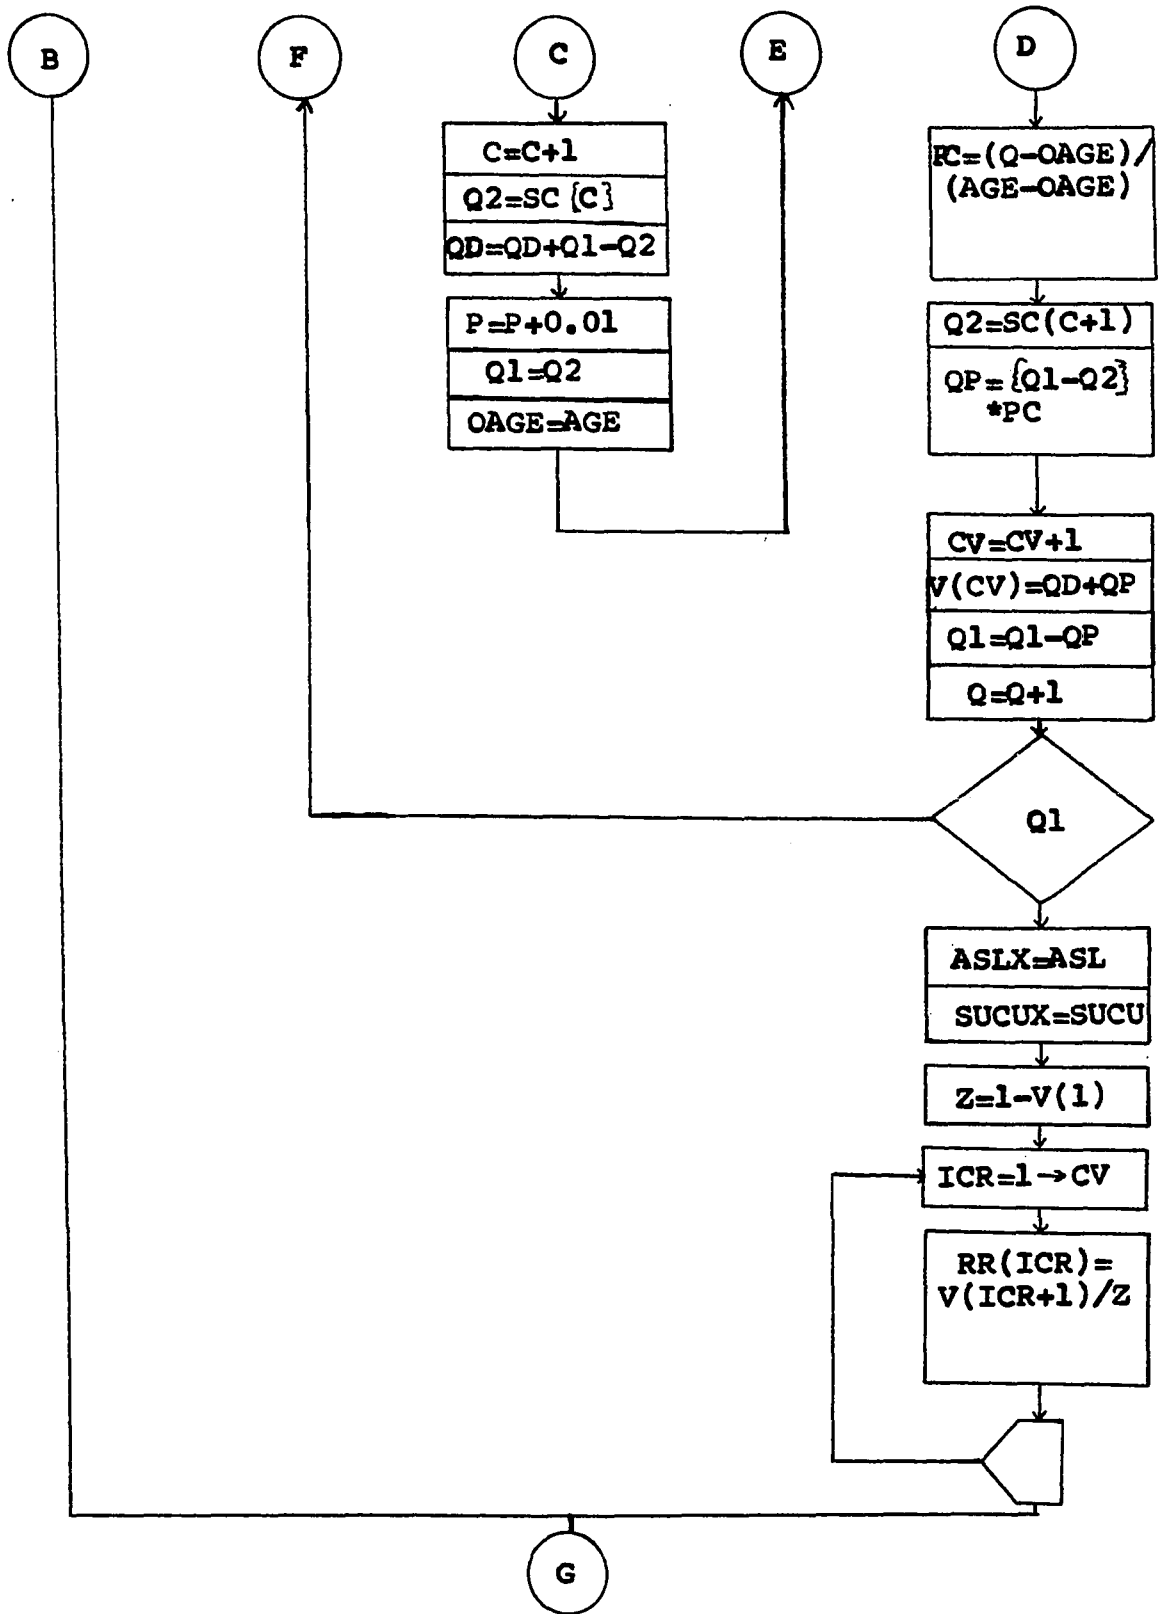 B
F
C
E
D
C=C+1
Q2=SC{C}
QD=QD+Q1-Q2
P=P+0.01
Q1=Q2
OAGE=AGE
PC=(Q-OAGE)/
(AGE-OAGE)
Q2=SC(C+1)
QP={Q1-Q2}
*PC
CV=CV+1
V(CV)=QD+QP
Q1=Q1-QP
Q=Q+1
Q1
ASLX=ASL
SUCUX=SUCU
Z=1-V(1)
ICR=1→CV
RR(ICR)=
V(ICR+1)/Z
G